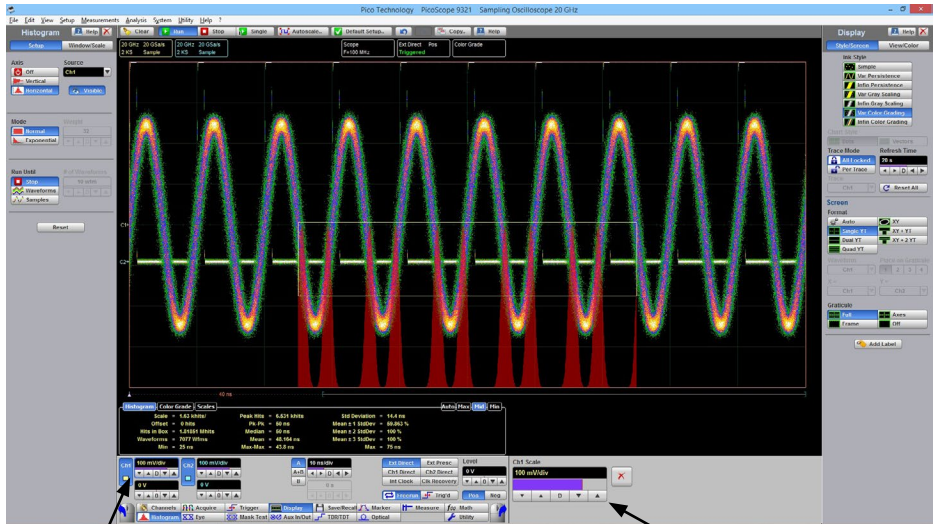 Pico Technology PicoScope 9321 Sampling Oscilloscope 20 GHz
File Edit View Setup Measurements Analysis System Utility Help ?
Histogram Help
Clear Run Stop Single Autoscale.. Default Setup.. Copy.. Help
Display Help
Setup Window/Scale
20 GHz 20 GSa/s
2 KS Sample
20 GHz 20 GSa/s
2 KS Sample
Scope
F=100 MHz
Ext Direct Pos
Triggered
Color Grade
Style/Screen View/Color
Axis Source
Off Ch1
Vertical
Horizontal Visible
Mode
Normal
Exponential
Run Until
Stop
Waveforms
Samples
Reset
C1
C2
10 ns
Ink Style
Simple
Var Persistence
Infin Persistence
Var Gray Scaling
Infin Gray Scaling
Var Color Grading
Infin Color Grading
Trace Mode Refresh Time
All Locked 20 s
Per Trace D
Reset All
Screen
Format
Auto XY
Single YT XY + YT
Dual YT XY + 2 YT
Quad YT
Graticule
Full Axes
Frame Off
Add Label
Histogram Color Grade Scales Auto Max Mid Min
Scale = 1.63 khits/ Peak Hits = 6.531 khits Std Deviation = 14.4 ns
Offset = 0 hits Pk-Pk = 50 ns Mean ± 1 StdDev = 59.863 %
Hits in Box = 1.81851 Mhits Median = 50 ns Mean ± 2 StdDev = 100 %
Waveforms = 7077 Wfms Mean = 48.164 ns Mean ± 3 StdDev = 100 %
Min = 25 ns Max-Max = 43.8 ns Max = 75 ns
Ch1 100 mV/div Ch2 100 mV/div A 10 ns/div Ext Direct Ext Presc Level
D D A+B D Ch1 Direct Ch2 Direct 0 V
0 V 0 V B 0 s Int Clock Clk Recovery D
D D Freerun Trig'd Pos Neg
Ch1 Scale
100 mV/div
D
Channels Acquire Trigger Display Save/Recall Marker Measure Math
Histogram Eye Mask Test Aux In/Out TDR/TDT Optical Utility